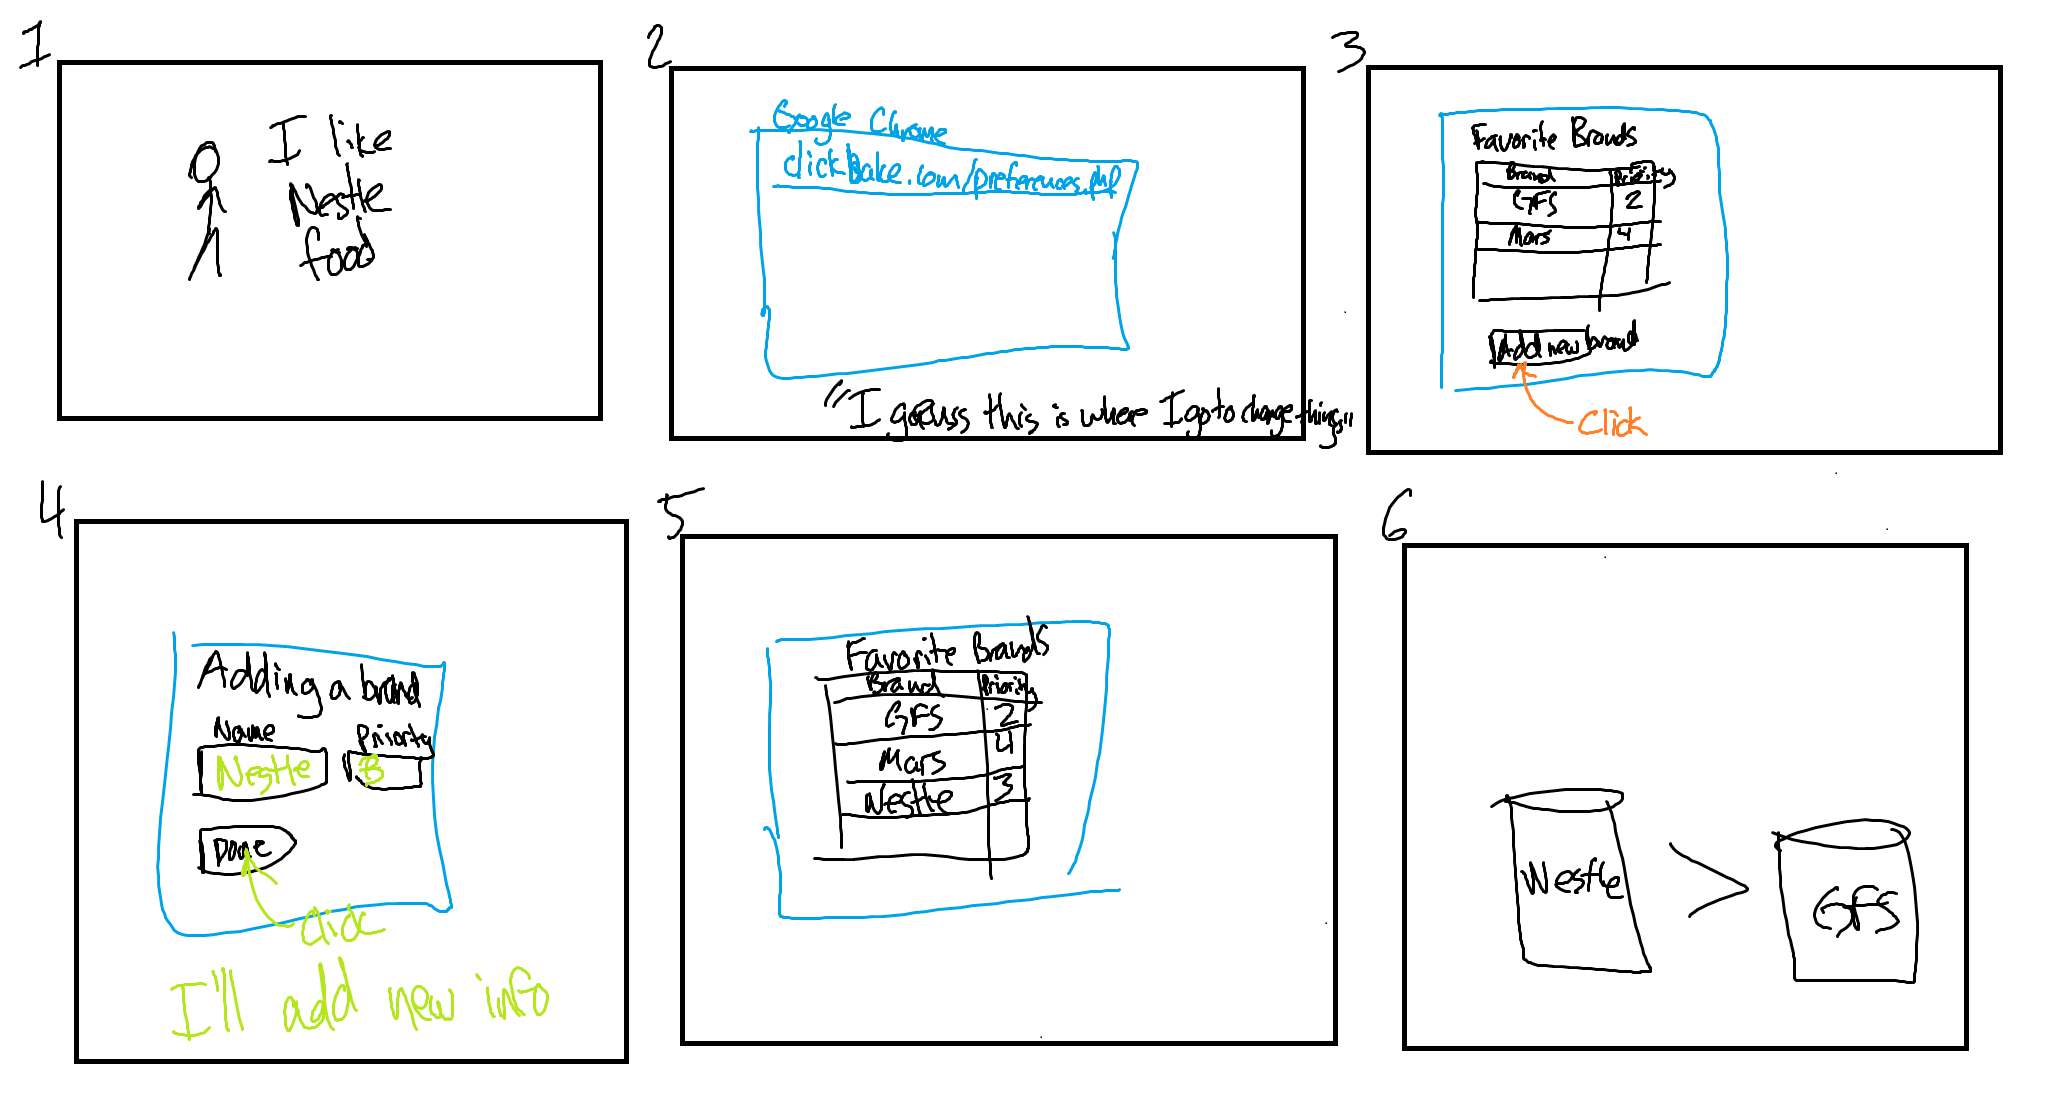 1
I like
Nestle
food
2
Google Chrome
clickbake.com/preferences.php
"I guess this is where I go to change things"
3
Favorite Brands
Brand Priority
GFS 2
Mars 4
Add new brand
Click
4
Adding a brand
Name Priority
Nestle 3
Done
Click
I'll add new info
5
Favorite Brands
Brand Priority
GFS 2
Mars 4
Nestle 3
6
Nestle > GFS